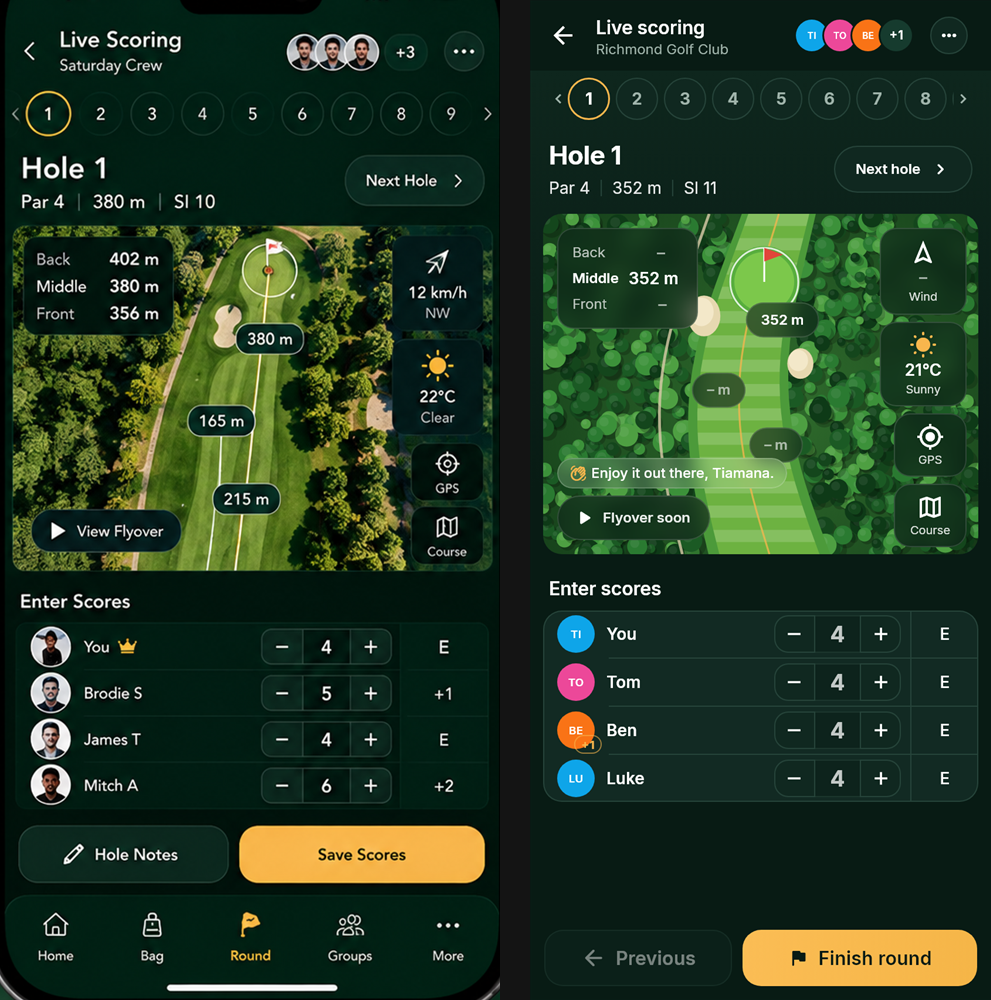 Live Scoring
Saturday Crew
+3
1 2 3 4 5 6 7 8 9
Hole 1
Par 4 | 380 m | SI 10
Next Hole
Back 402 m
Middle 380 m
Front 356 m
12 km/h
NW
380 m
22°C
Clear
165 m
GPS
215 m
View Flyover
Course
Enter Scores
You − 4 + E
Brodie S − 5 + +1
James T − 4 + E
Mitch A − 6 + +2
Hole Notes
Save Scores
Home
Bag
Round
Groups
More
Live scoring
Richmond Golf Club
TI TO BE +1
1 2 3 4 5 6 7 8
Hole 1
Par 4 | 352 m | SI 11
Next hole
Back –
Middle 352 m
Front –
–
Wind
352 m
21°C
Sunny
– m
GPS
– m
👏 Enjoy it out there, Tiamana.
Flyover soon
Course
Enter scores
TI You − 4 + E
TO Tom − 4 + E
BE Ben − 4 + E
+1
LU Luke − 4 + E
Previous
Finish round